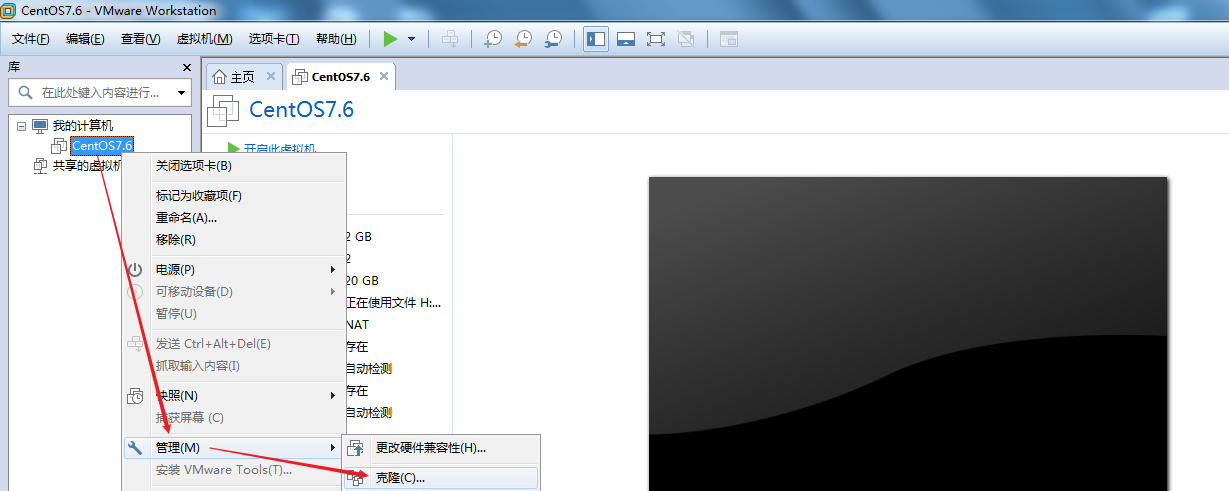 CentOS7.6 - VMware Workstation
文件(F) 编辑(E) 查看(V) 虚拟机(M) 选项卡(T) 帮助(H)
库
主页 CentOS7.6
在此处键入内容进行...
CentOS7.6
我的计算机
CentOS7.6
共享的虚拟机
开启此虚拟机
关闭选项卡(B)
标记为收藏项(F)
重命名(A)...
移除(R)
2 GB
2
电源(P)
20 GB
可移动设备(D)
正在使用文件 H:...
暂停(U)
NAT
发送 Ctrl+Alt+Del(E)
存在
抓取输入内容(I)
自动检测
快照(N)
存在
捕获屏幕 (C)
自动检测
管理(M)
更改硬件兼容性(H)...
安装 VMware Tools(T)...
克隆(C)...